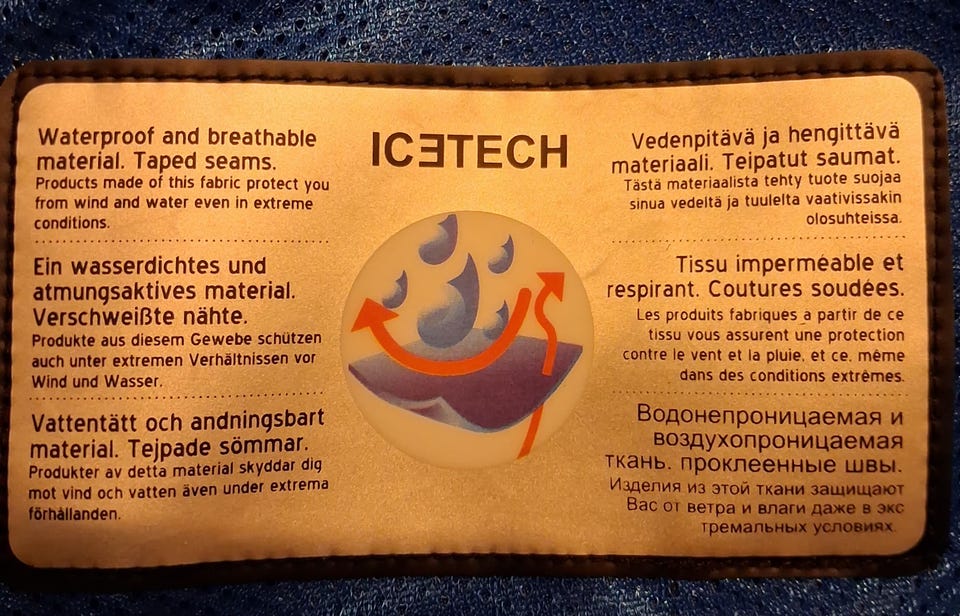 Waterproof and breathable
material. Taped seams.
Products made of this fabric protect you
from wind and water even in extreme
conditions.
Ein wasserdichtes und
atmungsaktives material.
Verschweißte nähte.
Produkte aus diesem Gewebe schützen
auch unter extremen Verhältnissen vor
Wind und Wasser.
Vattentätt och andningsbart
material. Tejpade sömmar.
Produkter av detta material skyddar dig
mot vind och vatten även under extrema
förhållanden.
ICƎTECH
Vedenpitävä ja hengittävä
materiaali. Teipatut saumat.
Tästä materiaalista tehty tuote suojaa
sinua vedeltä ja tuulelta vaativissakin
olosuhteissa.
Tissu imperméable et
respirant. Coutures soudées.
Les produits fabriqués à partir de ce
tissu vous assurent une protection
contre le vent et la pluie, et ce, même
dans des conditions extrêmes.
Водонепроницаемая и
воздухопроницаемая
ткань. проклеенные швы.
Изделия из этой ткани защищают
Вас от ветра и влаги даже в экс
тремальных условиях.